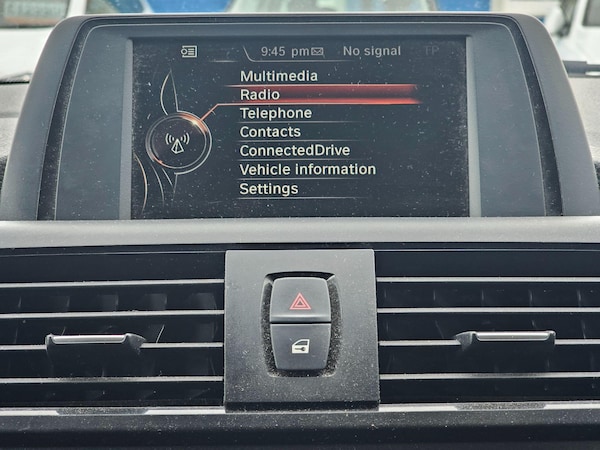 9:45 pm No signal TP
Multimedia
Radio
Telephone
Contacts
ConnectedDrive
Vehicle information
Settings